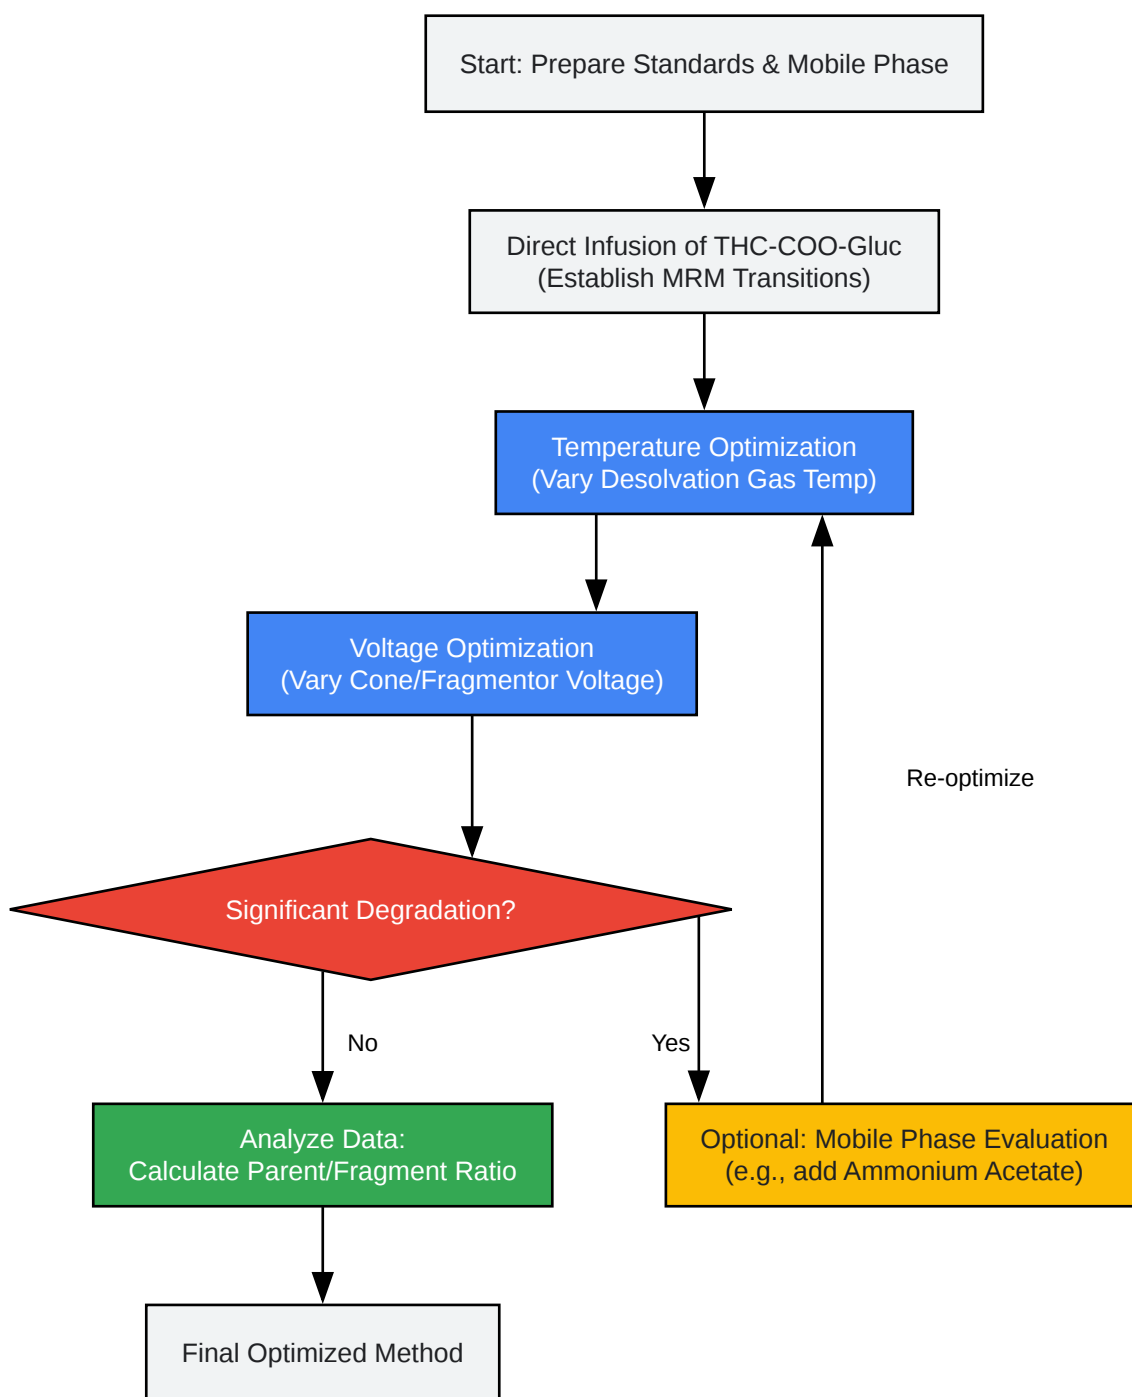 Start: Prepare Standards & Mobile Phase
Direct Infusion of THC-COO-Gluc
(Establish MRM Transitions)
Temperature Optimization
(Vary Desolvation Gas Temp)
Voltage Optimization
(Vary Cone/Fragmentor Voltage)
Re-optimize
Significant Degradation?
No
Yes
Analyze Data:
Calculate Parent/Fragment Ratio
Optional: Mobile Phase Evaluation
(e.g., add Ammonium Acetate)
Final Optimized Method